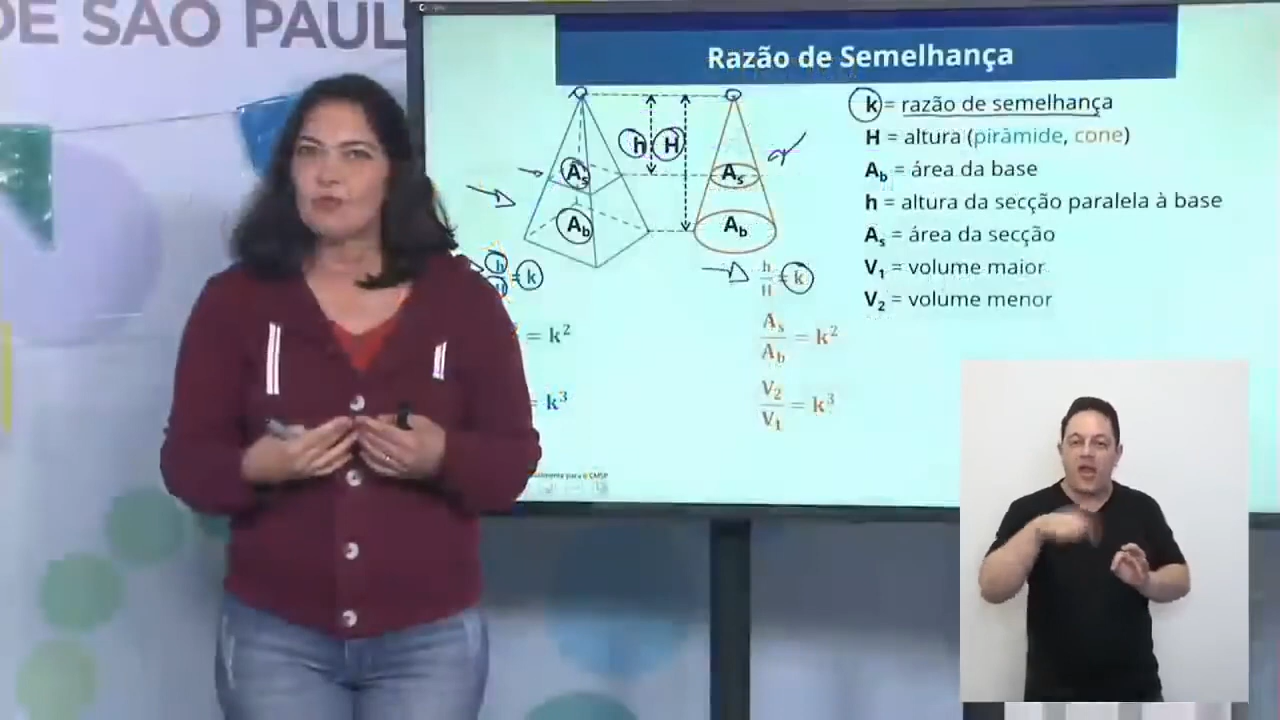 DE SÃO PAUL
Razão de Semelhança
k = razão de semelhança
H = altura (pirâmide, cone)
Ab = área da base
h = altura da secção paralela à base
As = área da secção
V1 = volume maior
V2 = volume menor
h H
As As
Ab Ab
h/H = k
= k²
= k³
h/H = k
As/Ab = k²
V2/V1 = k³
para o CMSP